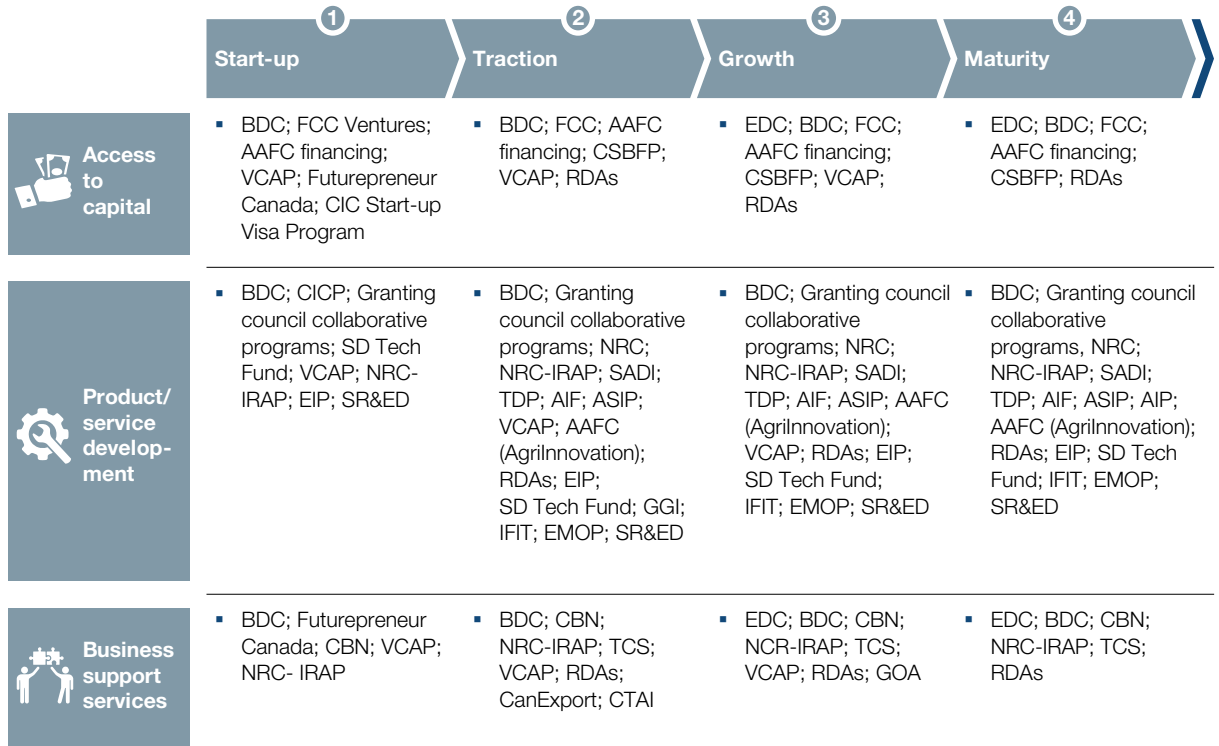 1
2
3
4
Start-up
Traction
Growth
Maturity
Access
to
capital
▪ BDC; FCC Ventures;
AAFC financing;
VCAP; Futurepreneur
Canada; CIC Start-up
Visa Program
▪ BDC; FCC; AAFC
financing; CSBFP;
VCAP; RDAs
▪ EDC; BDC; FCC;
AAFC financing;
CSBFP; VCAP;
RDAs
▪ EDC; BDC; FCC;
AAFC financing;
CSBFP; RDAs
Product/
service
develop-
ment
▪ BDC; CICP; Granting
council collaborative
programs; SD Tech
Fund; VCAP; NRC-
IRAP; EIP; SR&ED
▪ BDC; Granting
council collaborative
programs; NRC;
NRC-IRAP; SADI;
TDP; AIF; ASIP;
VCAP; AAFC
(AgriInnovation);
RDAs; EIP;
SD Tech Fund; GGI;
IFIT; EMOP; SR&ED
▪ BDC; Granting council
collaborative
programs; NRC;
NRC-IRAP; SADI;
TDP; AIF; ASIP; AAFC
(AgriInnovation);
VCAP; RDAs; EIP;
SD Tech Fund;
IFIT; EMOP; SR&ED
▪ BDC; Granting council
collaborative
programs, NRC;
NRC-IRAP; SADI;
TDP; AIF; ASIP; AIP;
AAFC (AgriInnovation);
RDAs; EIP; SD Tech
Fund; IFIT; EMOP;
SR&ED
Business
support
services
▪ BDC; Futurepreneur
Canada; CBN; VCAP;
NRC- IRAP
▪ BDC; CBN;
NRC-IRAP; TCS;
VCAP; RDAs;
CanExport; CTAI
▪ EDC; BDC; CBN;
NCR-IRAP; TCS;
VCAP; RDAs; GOA
▪ EDC; BDC; CBN;
NRC-IRAP; TCS;
RDAs